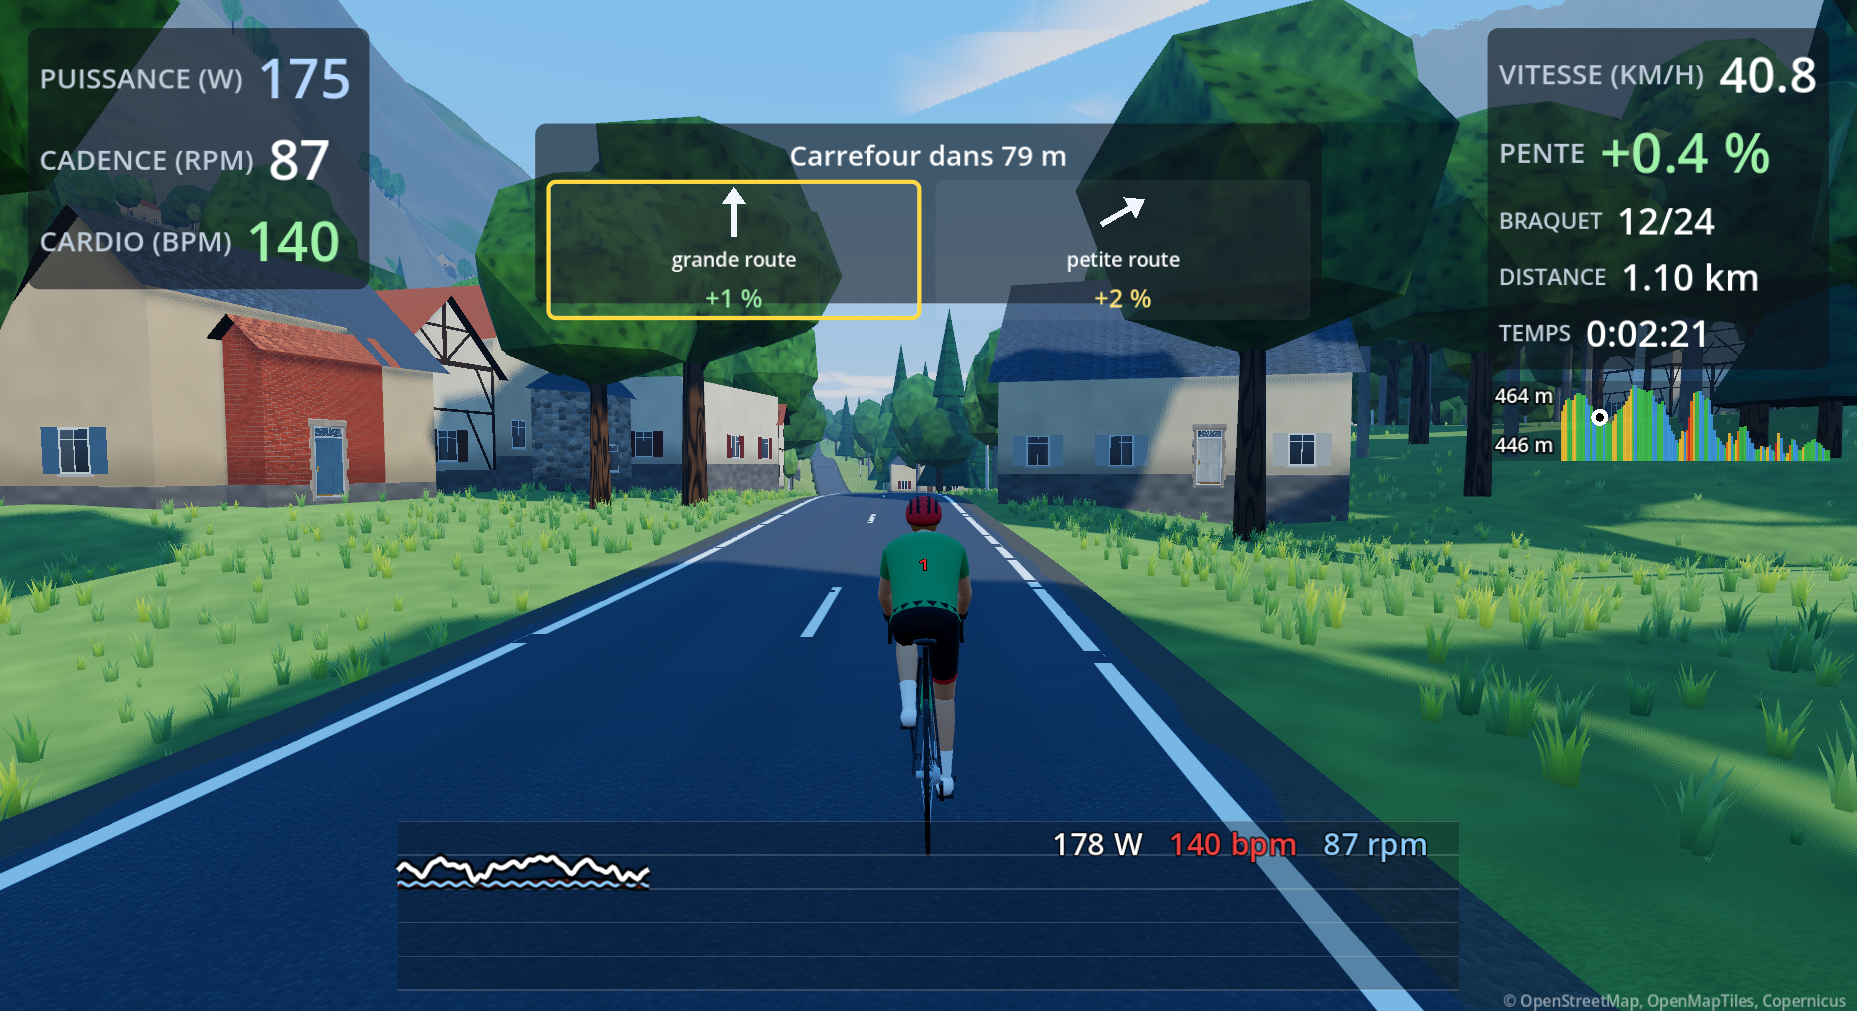 PUISSANCE (W) 175
CADENCE (RPM) 87
CARDIO (BPM) 140
Carrefour dans 79 m
grande route
+1 %
petite route
+2 %
VITESSE (KM/H) 40.8
PENTE +0.4 %
BRAQUET 12/24
DISTANCE 1.10 km
TEMPS 0:02:21
464 m
446 m
1
178 W 140 bpm 87 rpm
© OpenStreetMap, OpenMapTiles, Copernicus